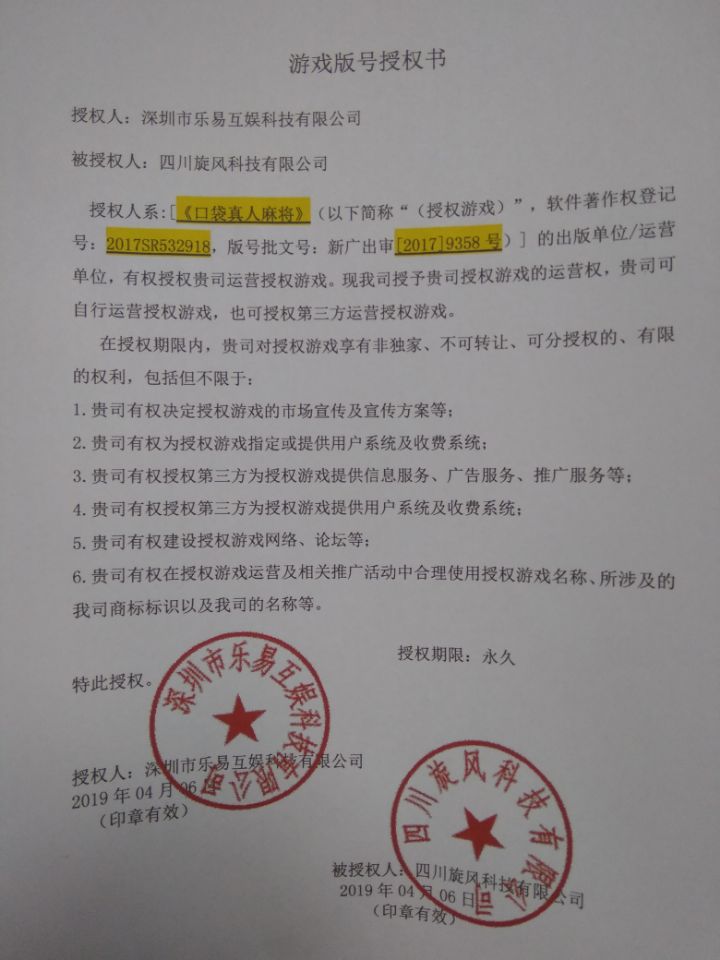 游戏版号授权书
授权人：深圳市乐易互娱科技有限公司
被授权人：四川旋风科技有限公司
授权人系:[《口袋真人麻将》（以下简称“（授权游戏）”，软件著作权登记
号：2017SR532918，版号批文号：新广出审[2017]9358 号）] 的出版单位/运营
单位，有权授权贵司运营授权游戏。现我司授予贵司授权游戏的运营权，贵司可
自行运营授权游戏，也可授权第三方运营授权游戏。
在授权期限内，贵司对授权游戏享有非独家、不可转让、可分授权的、有限
的权利，包括但不限于：
1.贵司有权决定授权游戏的市场宣传及宣传方案等；
2.贵司有权为授权游戏指定或提供用户系统及收费系统；
3.贵司有权授权第三方为授权游戏提供信息服务、广告服务、推广服务等；
4.贵司有权授权第三方为授权游戏提供用户系统及收费系统；
5.贵司有权建设授权游戏网络、论坛等；
6.贵司有权在授权游戏运营及相关推广活动中合理使用授权游戏名称、所涉及的
我司商标标识以及我司的名称等。
授权期限：永久
特此授权。
深圳市乐易互娱科技有限公司
授权人：深圳市乐易互娱科技有限公司
2019 年 04 月 06 日
（印章有效）
四川旋风科技有限公司
被授权人：四川旋风科技有限公司
2019 年 04 月 06 日
（印章有效）